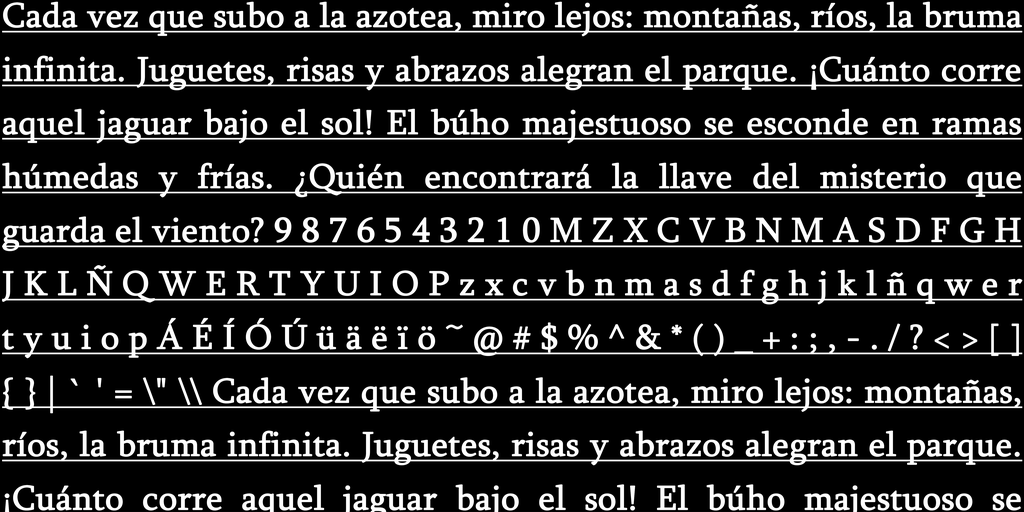 Cada vez que subo a la azotea, miro lejos: montañas, ríos, la bruma
infinita. Juguetes, risas y abrazos alegran el parque. ¡Cuánto corre
aquel jaguar bajo el sol! El búho majestuoso se esconde en ramas
húmedas y frías. ¿Quién encontrará la llave del misterio que
guarda el viento? 9 8 7 6 5 4 3 2 1 0 M Z X C V B N M A S D F G H
J K L Ñ Q W E R T Y U I O P z x c v b n m a s d f g h j k l ñ q w e r
t y u i o p Á É Í Ó Ú ü ä ë ï ö ~ @ # $ % ^ & * ( ) _ + : ; , - . / ? < > [ ]
{ } | ` ' = \" \\ Cada vez que subo a la azotea, miro lejos: montañas,
ríos, la bruma infinita. Juguetes, risas y abrazos alegran el parque.
¡Cuánto corre aquel jaguar bajo el sol! El búho majestuoso se